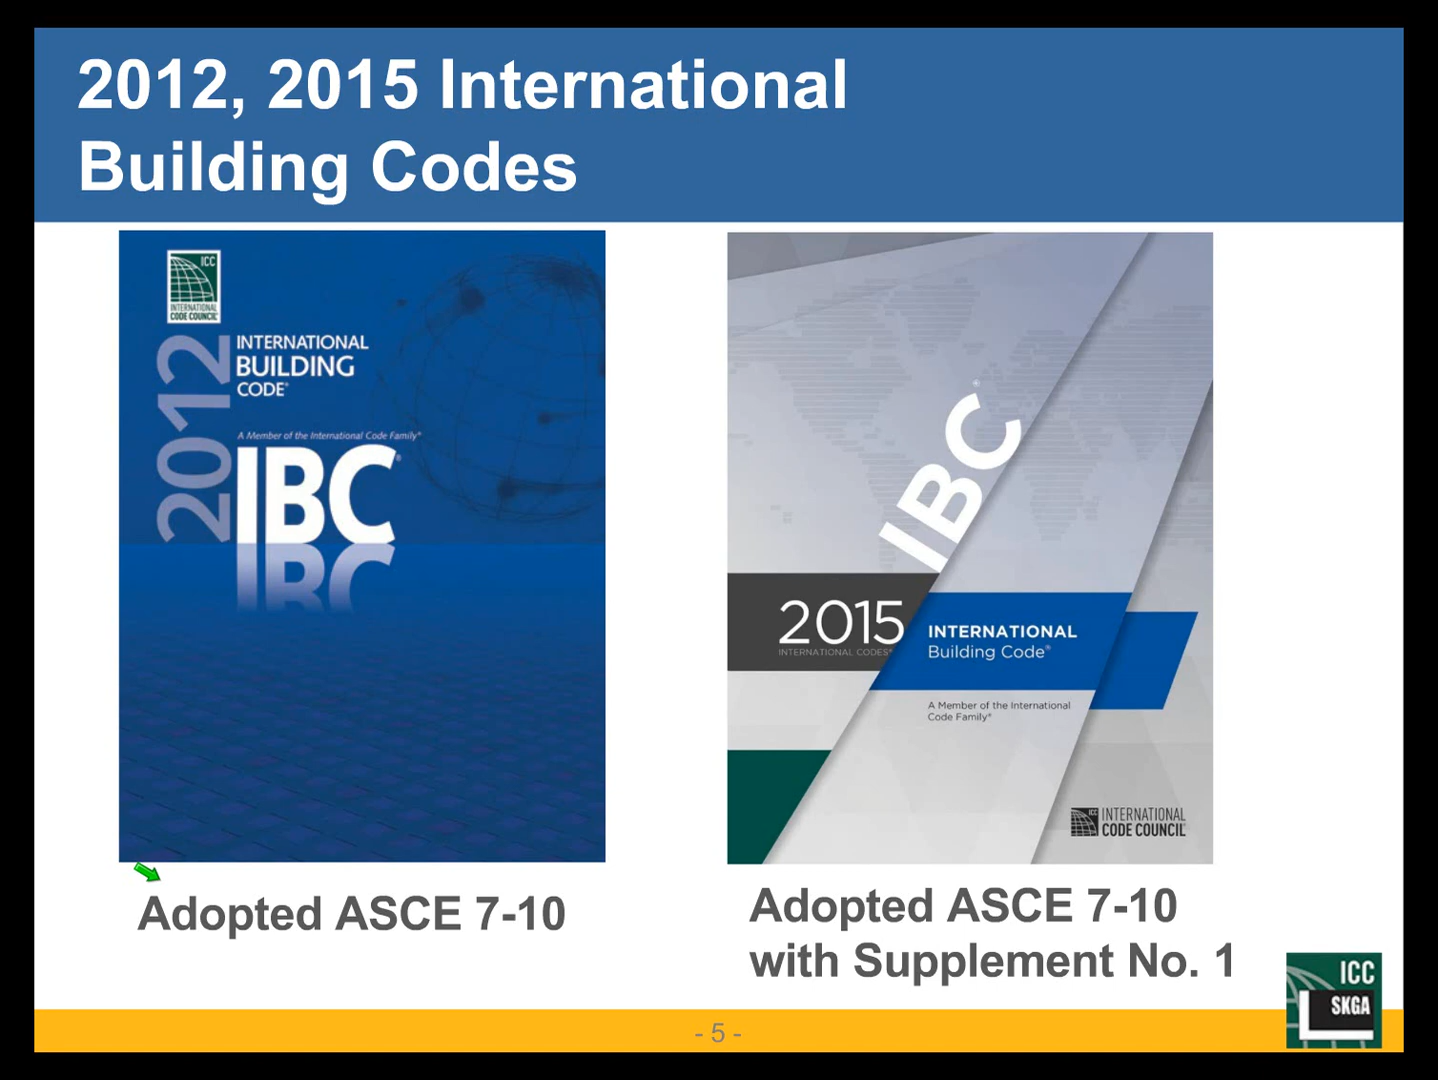 2012, 2015 International
Building Codes
ICC
INTERNATIONAL
CODE COUNCIL
2012
INTERNATIONAL
BUILDING
CODE®
A Member of the International Code Family®
IBC®
IBC®
2015
INTERNATIONAL CODES®
INTERNATIONAL
Building Code®
A Member of the International
Code Family®
ICC
INTERNATIONAL
CODE COUNCIL
Adopted ASCE 7-10
Adopted ASCE 7-10
with Supplement No. 1
ICC
SKGA
- 5 -